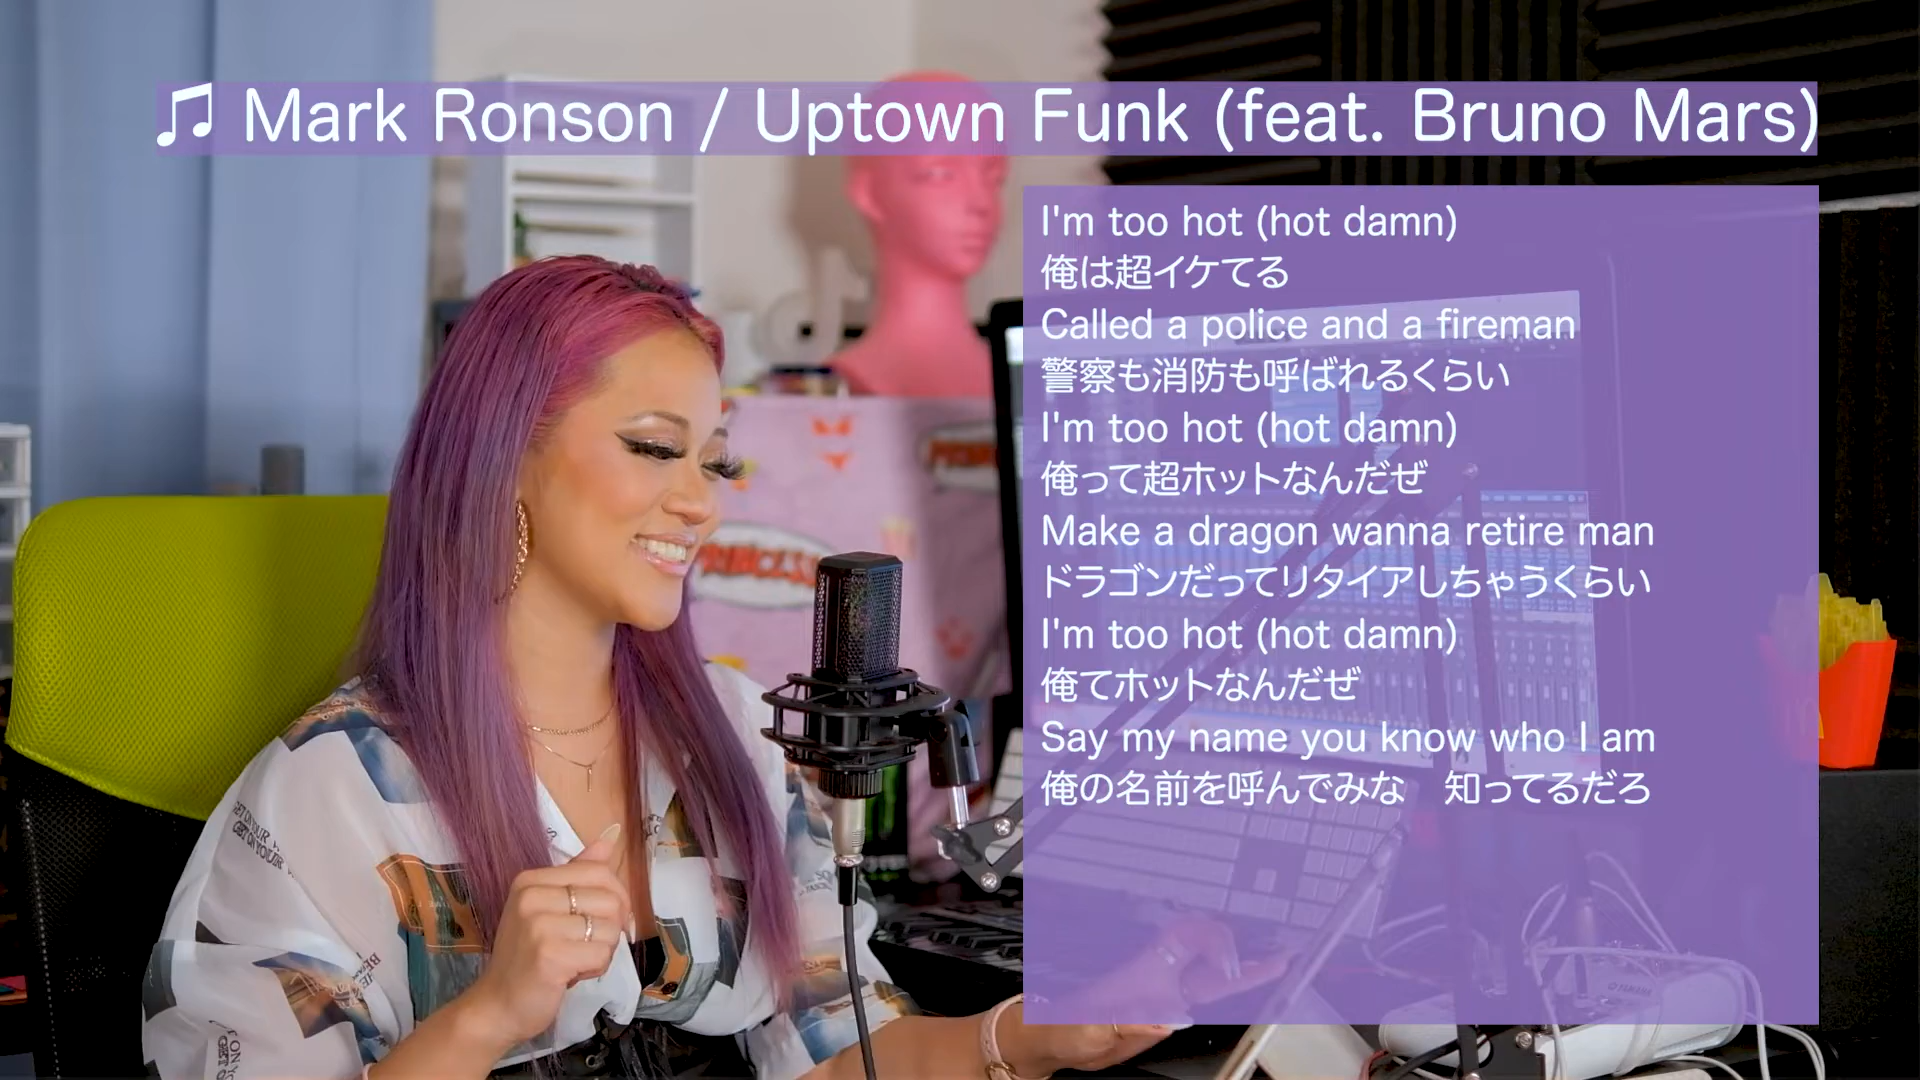 ♫ Mark Ronson / Uptown Funk (feat. Bruno Mars)
I'm too hot (hot damn)
俺は超イケてる
Called a police and a fireman
警察も消防も呼ばれるくらい
I'm too hot (hot damn)
俺って超ホットなんだぜ
Make a dragon wanna retire man
ドラゴンだってリタイアしちゃうくらい
I'm too hot (hot damn)
俺てホットなんだぜ
Say my name you know who I am
俺の名前を呼んでみな　知ってるだろ
PRINCESS
YAMAHA